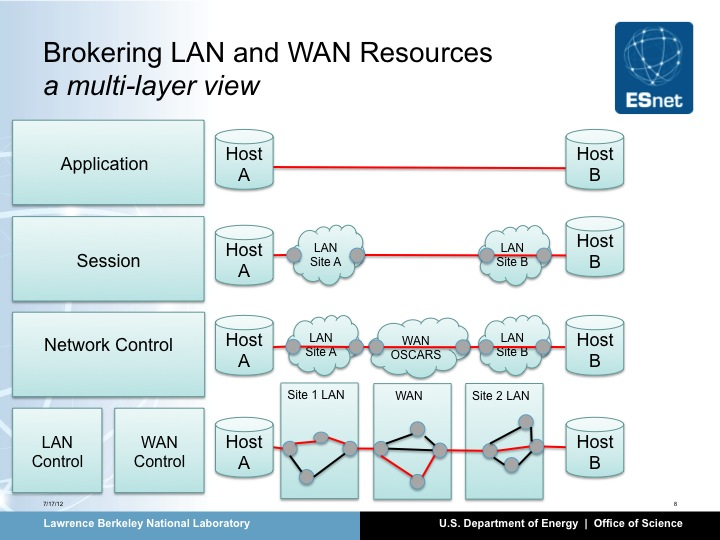 Brokering LAN and WAN Resources
a multi-layer view
ESnet
Application
Host
A
Host
B
Session
Host
A
LAN
Site A
LAN
Site B
Host
B
Network Control
Host
A
LAN
Site A
WAN
OSCARS
LAN
Site B
Host
B
LAN
Control
WAN
Control
Host
A
Site 1 LAN
WAN
Site 2 LAN
Host
B
7/17/12
8
Lawrence Berkeley National Laboratory
U.S. Department of Energy | Office of Science